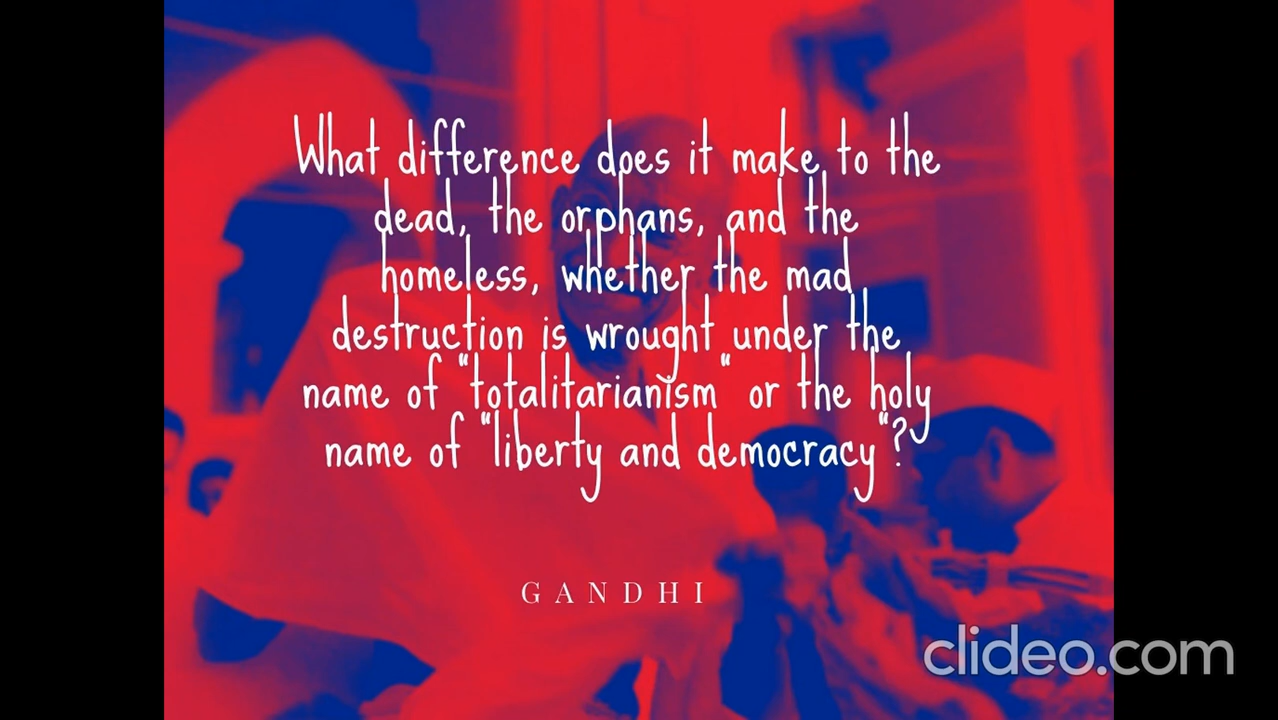 What difference does it make to the
dead, the orphans, and the
homeless, whether the mad
destruction is wrought under the
name of "totalitarianism" or the holy
name of "liberty and democracy"?
GANDHI
clideo.com